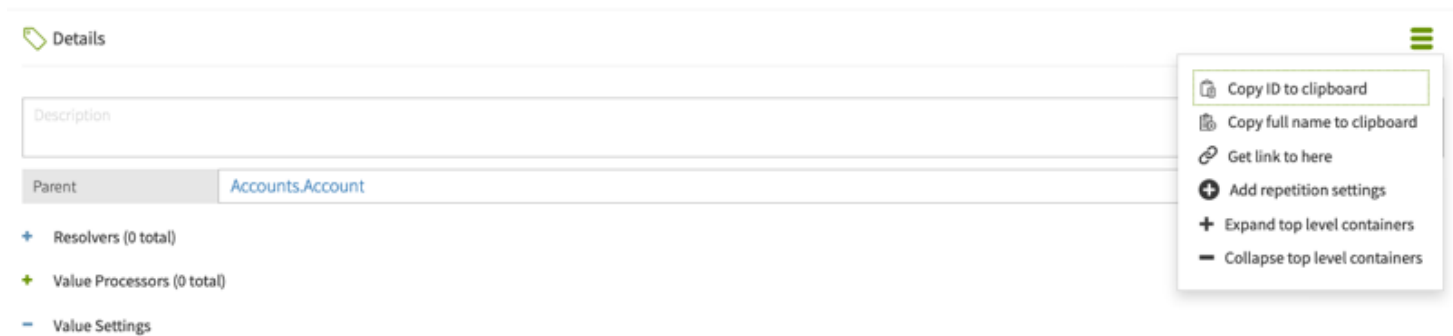 Details
Copy ID to clipboard
Description
Copy full name to clipboard
Get link to here
Parent
Accounts.Account
Add repetition settings
Expand top level containers
Resolvers (0 total)
Collapse top level containers
Value Processors (0 total)
Value Settings